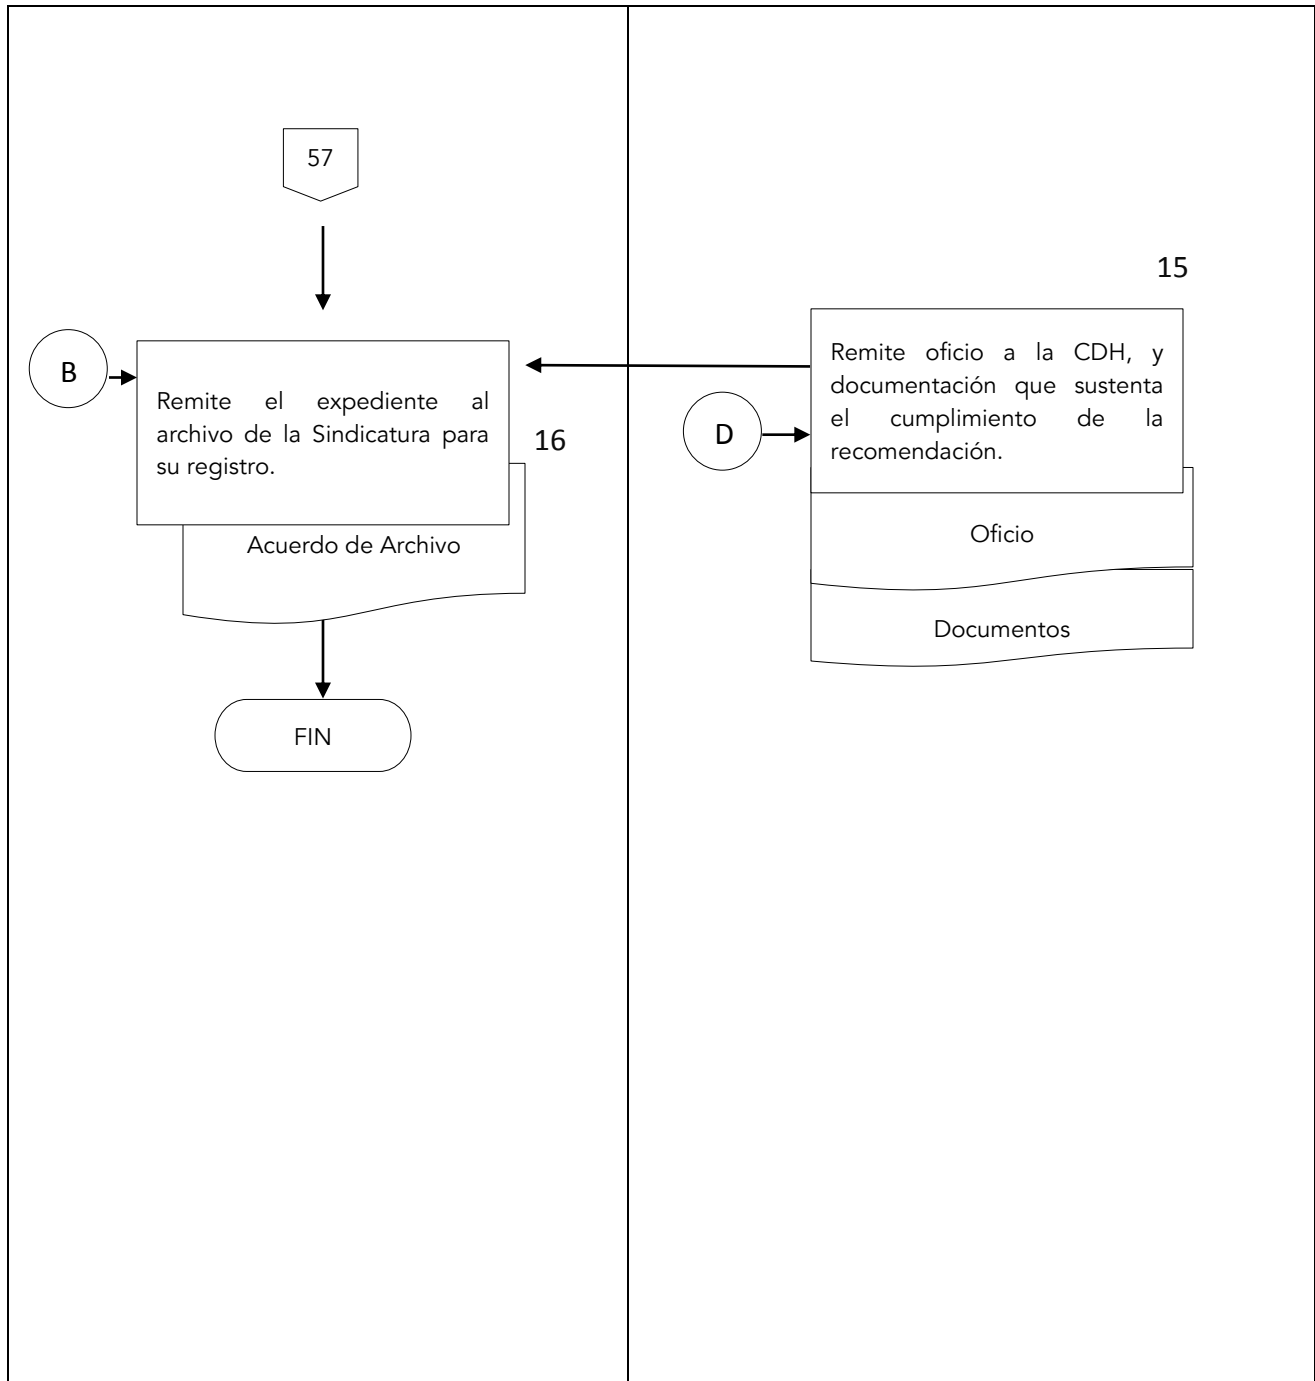 57
B
Remite el expediente al
archivo de la Sindicatura para
su registro.
16
Acuerdo de Archivo
FIN
15
Remite oficio a la CDH, y
documentación que sustenta
el cumplimiento de la
recomendación.
D
Oficio
Documentos